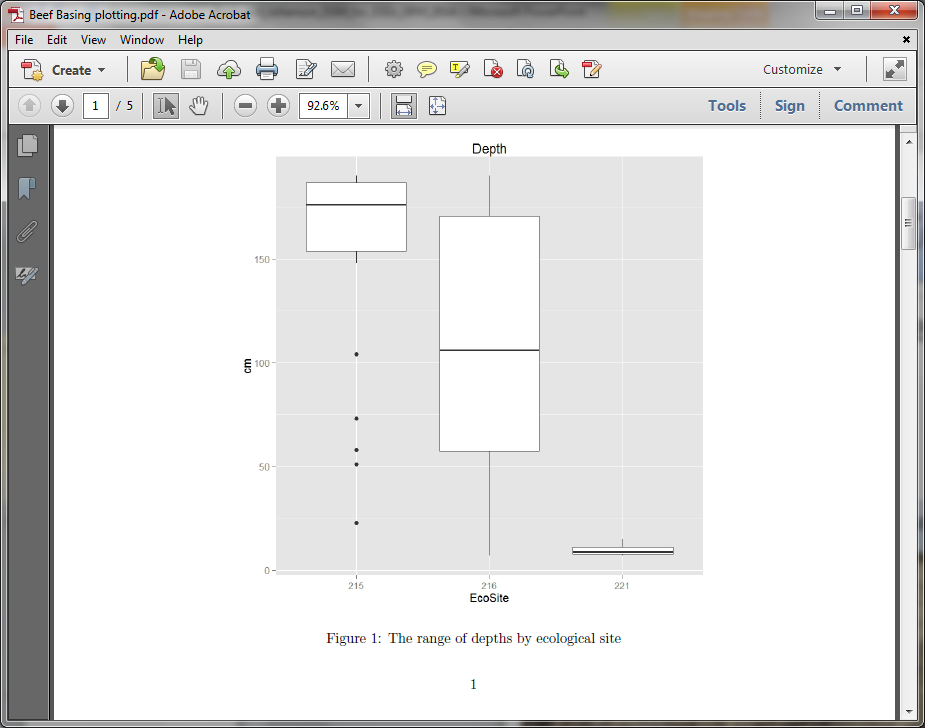 Beef Basing plotting.pdf - Adobe Acrobat
File Edit View Window Help
Create
Customize
1 / 5
92.6%
Tools Sign Comment
Depth
150
100
cm
50
0
215 216 221
EcoSite
Figure 1: The range of depths by ecological site
1